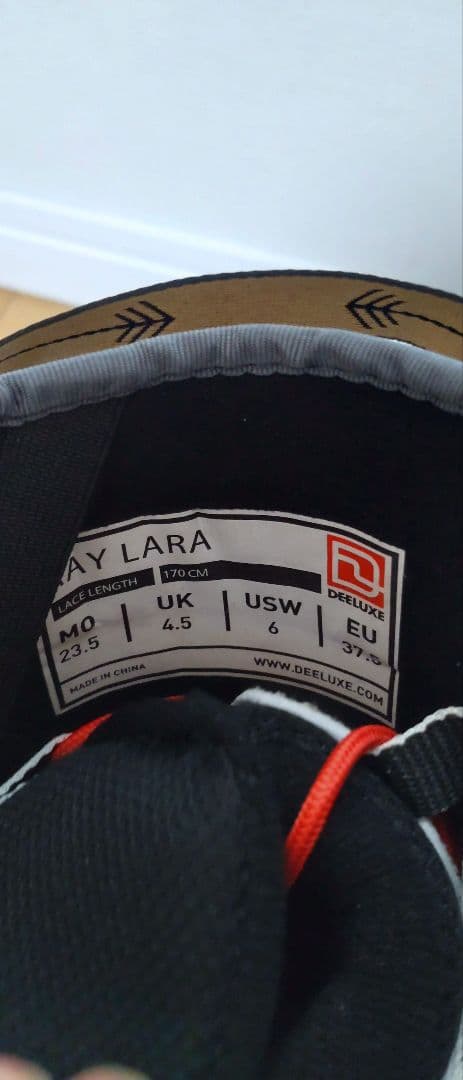 AY LARA
LACE LENGTH 170 CM
DEELUXE
MO UK USW EU
23.5 4.5 6 37.5
MADE IN CHINA WWW.DEELUXE.COM